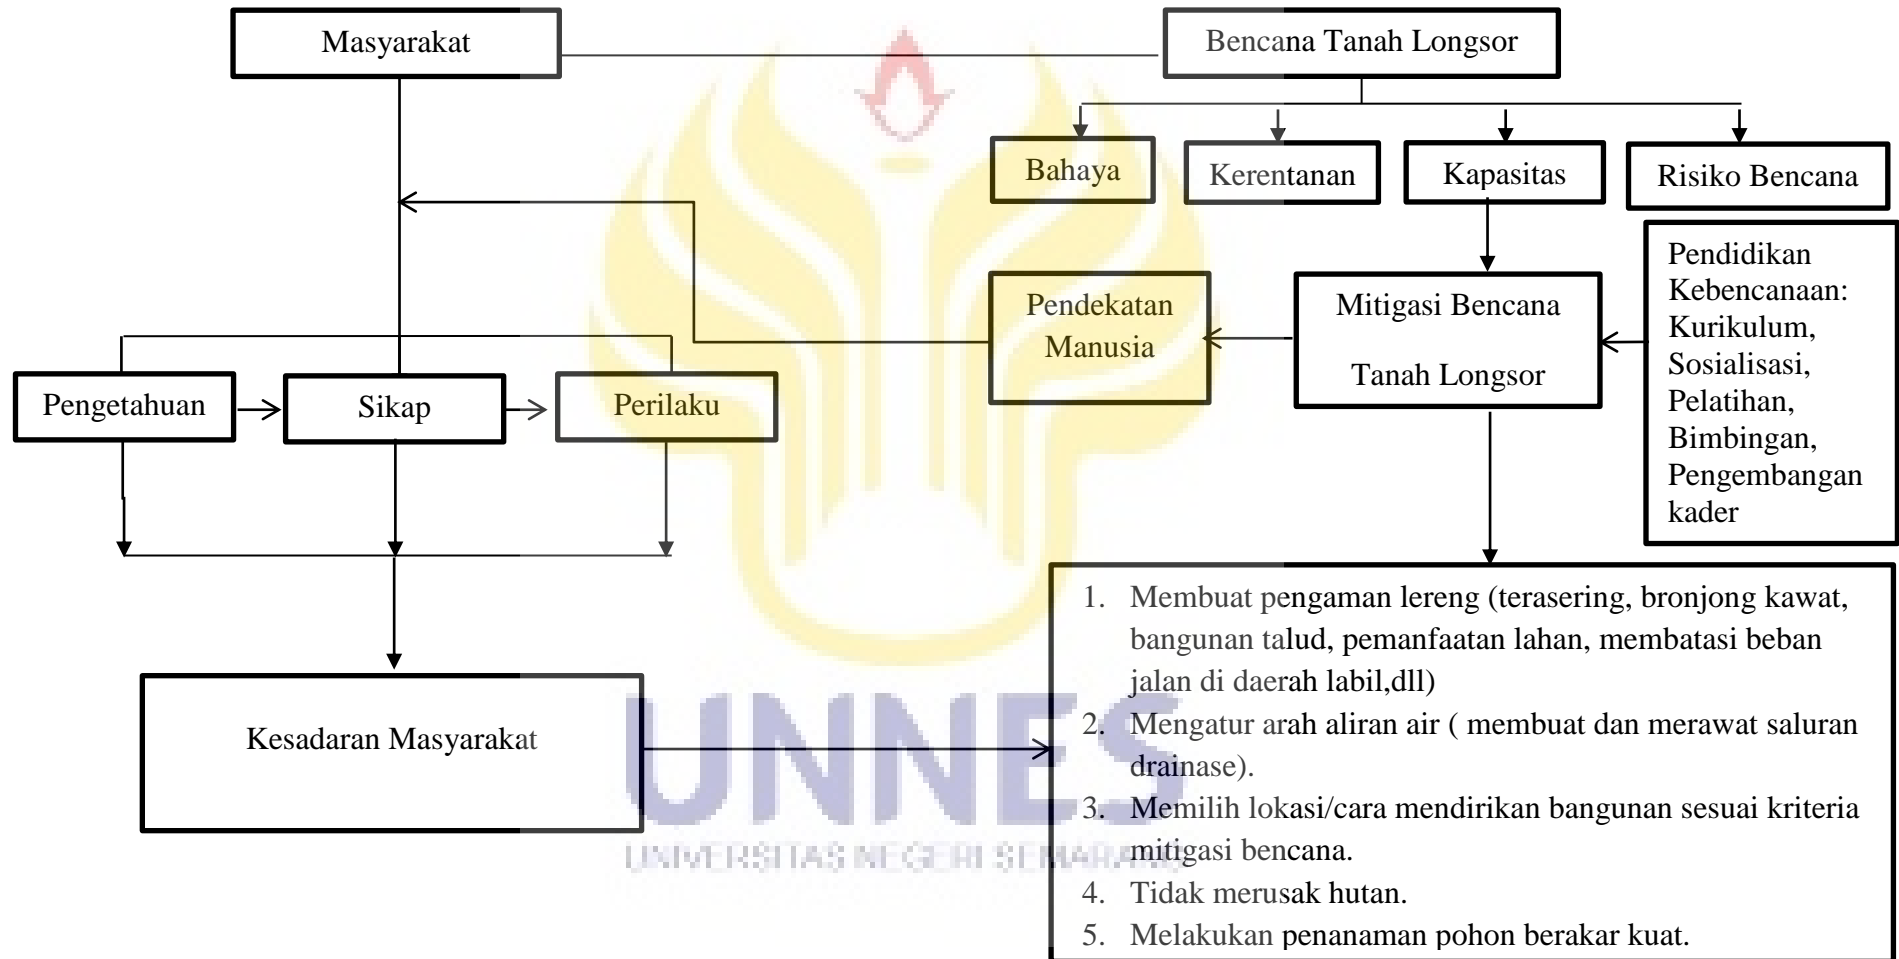 Masyarakat
Bencana Tanah Longsor
Bahaya
Kerentanan
Kapasitas
Risiko Bencana
Pendekatan
Manusia
Mitigasi Bencana
Tanah Longsor
Pendidikan
Kebencanaan:
Kurikulum,
Sosialisasi,
Pelatihan,
Bimbingan,
Pengembangan
kader
Pengetahuan
Sikap
Perilaku
Kesadaran Masyarakat
1. Membuat pengaman lereng (terasering, bronjong kawat,
bangunan talud, pemanfaatan lahan, membatasi beban
jalan di daerah labil,dll)
2. Mengatur arah aliran air ( membuat dan merawat saluran
drainase).
3. Memilih lokasi/cara mendirikan bangunan sesuai kriteria
mitigasi bencana.
4. Tidak merusak hutan.
5. Melakukan penanaman pohon berakar kuat.
UNNES
UNIVERSITAS NEGERI SEMARANG